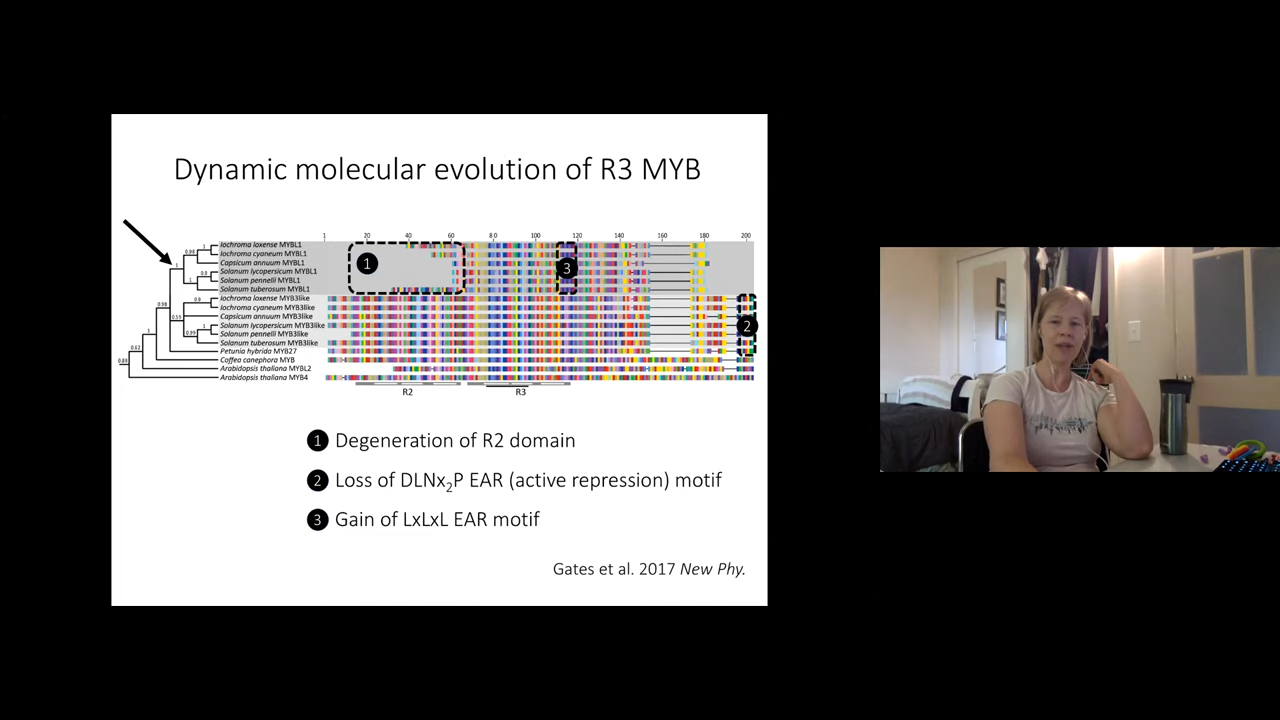 Dynamic molecular evolution of R3 MYB
1 20 40 60 80 100 120 140 160 180 200
Iochroma loxense MYBL1
Iochroma cyaneum MYBL1
Capsicum annuum MYBL1
Solanum lycopersicum MYBL1
Solanum pennelli MYBL1
Solanum tuberosum MYBL1
Iochroma loxense MYB3like
Iochroma cyaneum MYB3like
Capsicum annuum MYB3like
Solanum lycopersicum MYB3like
Solanum pennelli MYB3like
Solanum tuberosum MYB3like
Petunia hybrida MYB27
Coffea canephora MYB
Arabidopsis thaliana MYBL2
Arabidopsis thaliana MYB4
1
3
2
R2 R3
1 Degeneration of R2 domain
2 Loss of DLNx₂P EAR (active repression) motif
3 Gain of LxLxL EAR motif
Gates et al. 2017 New Phy.